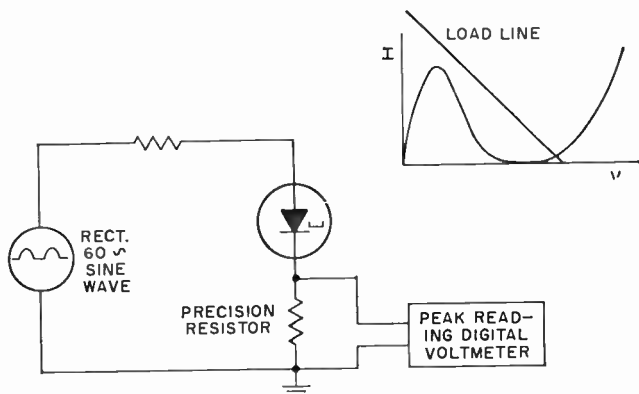 I
LOAD LINE
V
RECT.
60 ~
SINE
WAVE
PRECISION
RESISTOR
PEAK READ-
ING DIGITAL
VOLTMETER